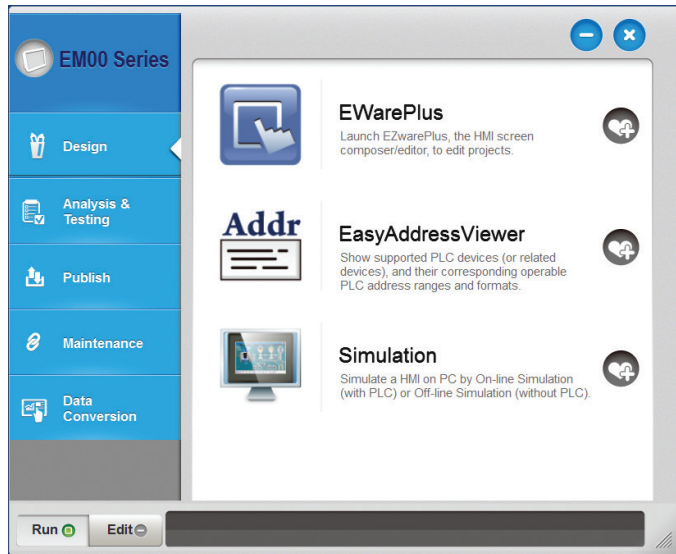 EM00 Series
Design
Analysis &
Testing
Publish
Maintenance
Data
Conversion
EWarePlus
Launch EZwarePlus, the HMI screen
composer/editor, to edit projects.
Addr
EasyAddressViewer
Show supported PLC devices (or related
devices), and their corresponding operable
PLC address ranges and formats.
Simulation
Simulate a HMI on PC by On-line Simulation
(with PLC) or Off-line Simulation (without PLC).
Run
Edit